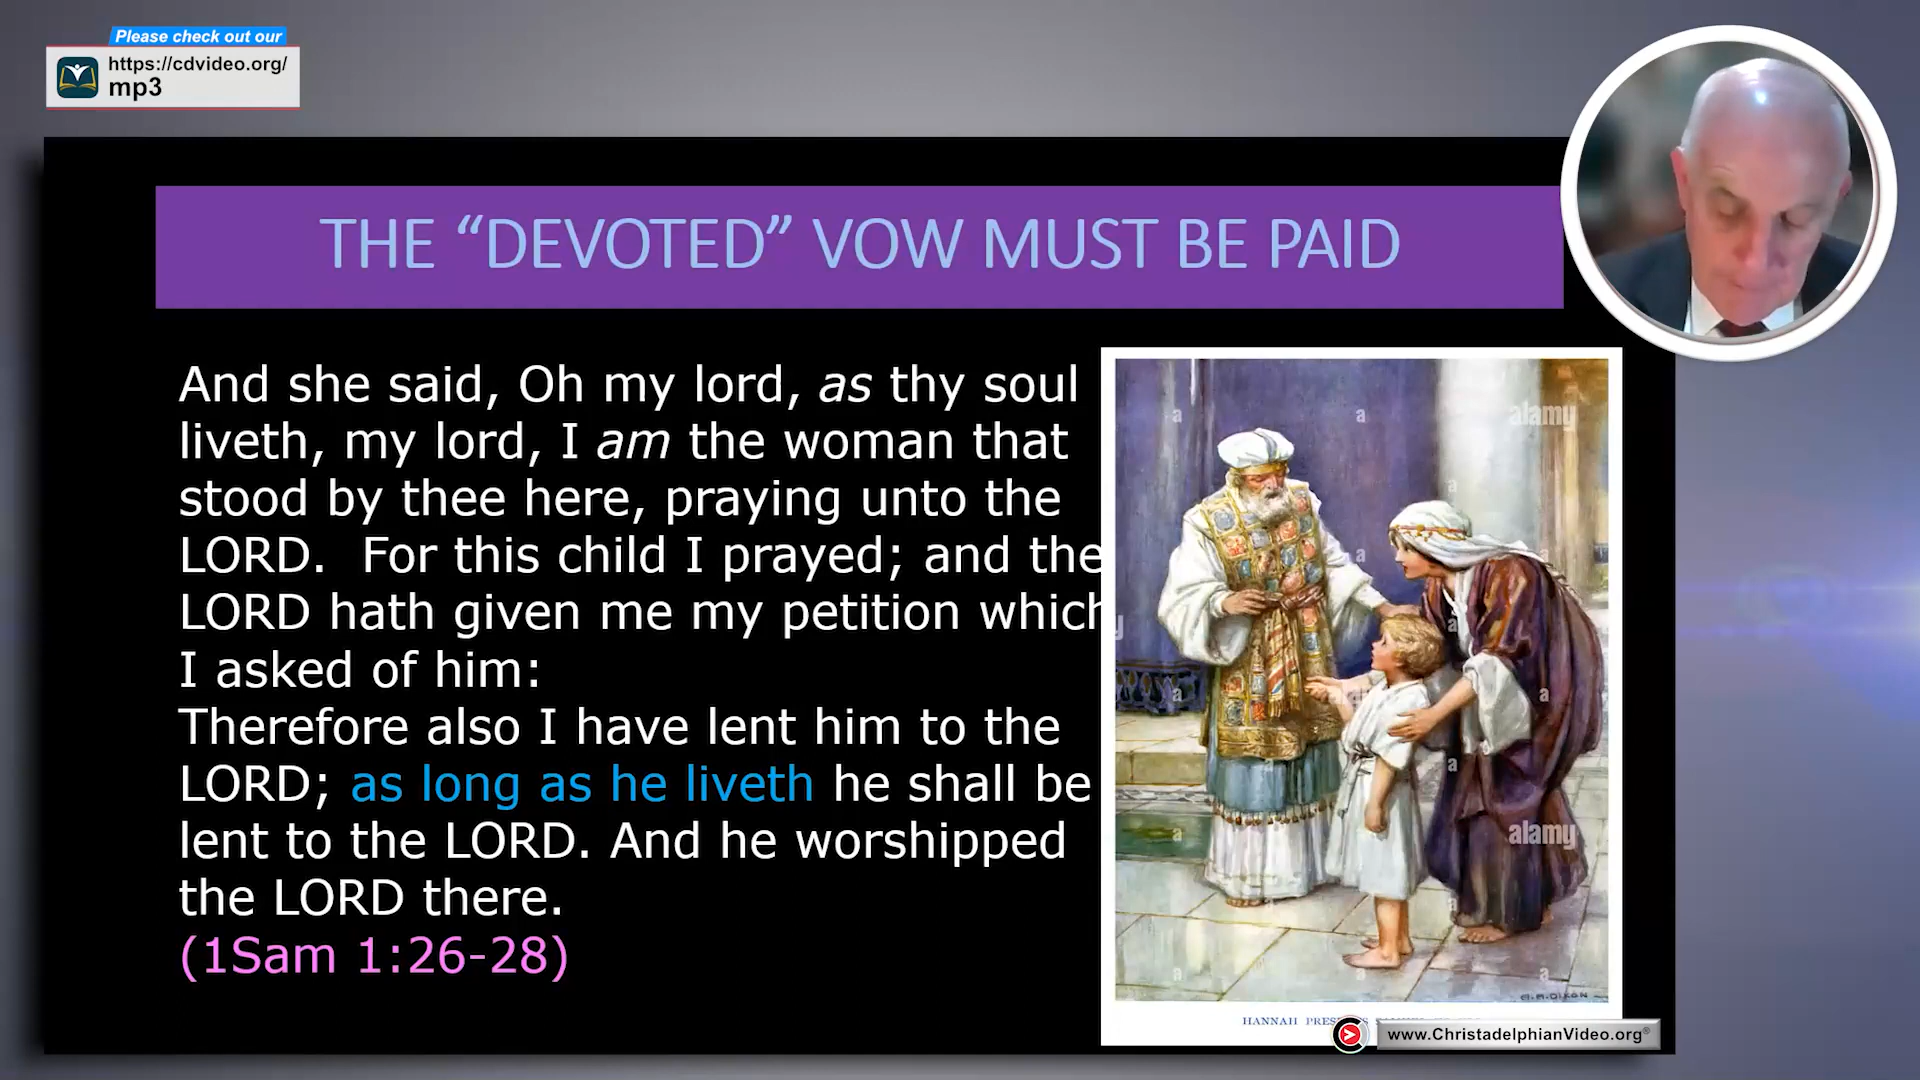 Please check out our
https://cdvideo.org/
mp3
THE “DEVOTED” VOW MUST BE PAID
And she said, Oh my lord, as thy soul
liveth, my lord, I am the woman that
stood by thee here, praying unto the
LORD.  For this child I prayed; and the
LORD hath given me my petition which
I asked of him:
Therefore also I have lent him to the
LORD; as long as he liveth he shall be
lent to the LORD. And he worshipped
the LORD there.
(1Sam 1:26-28)
alamy
alamy
HANNAH
www.ChristadelphianVideo.org®